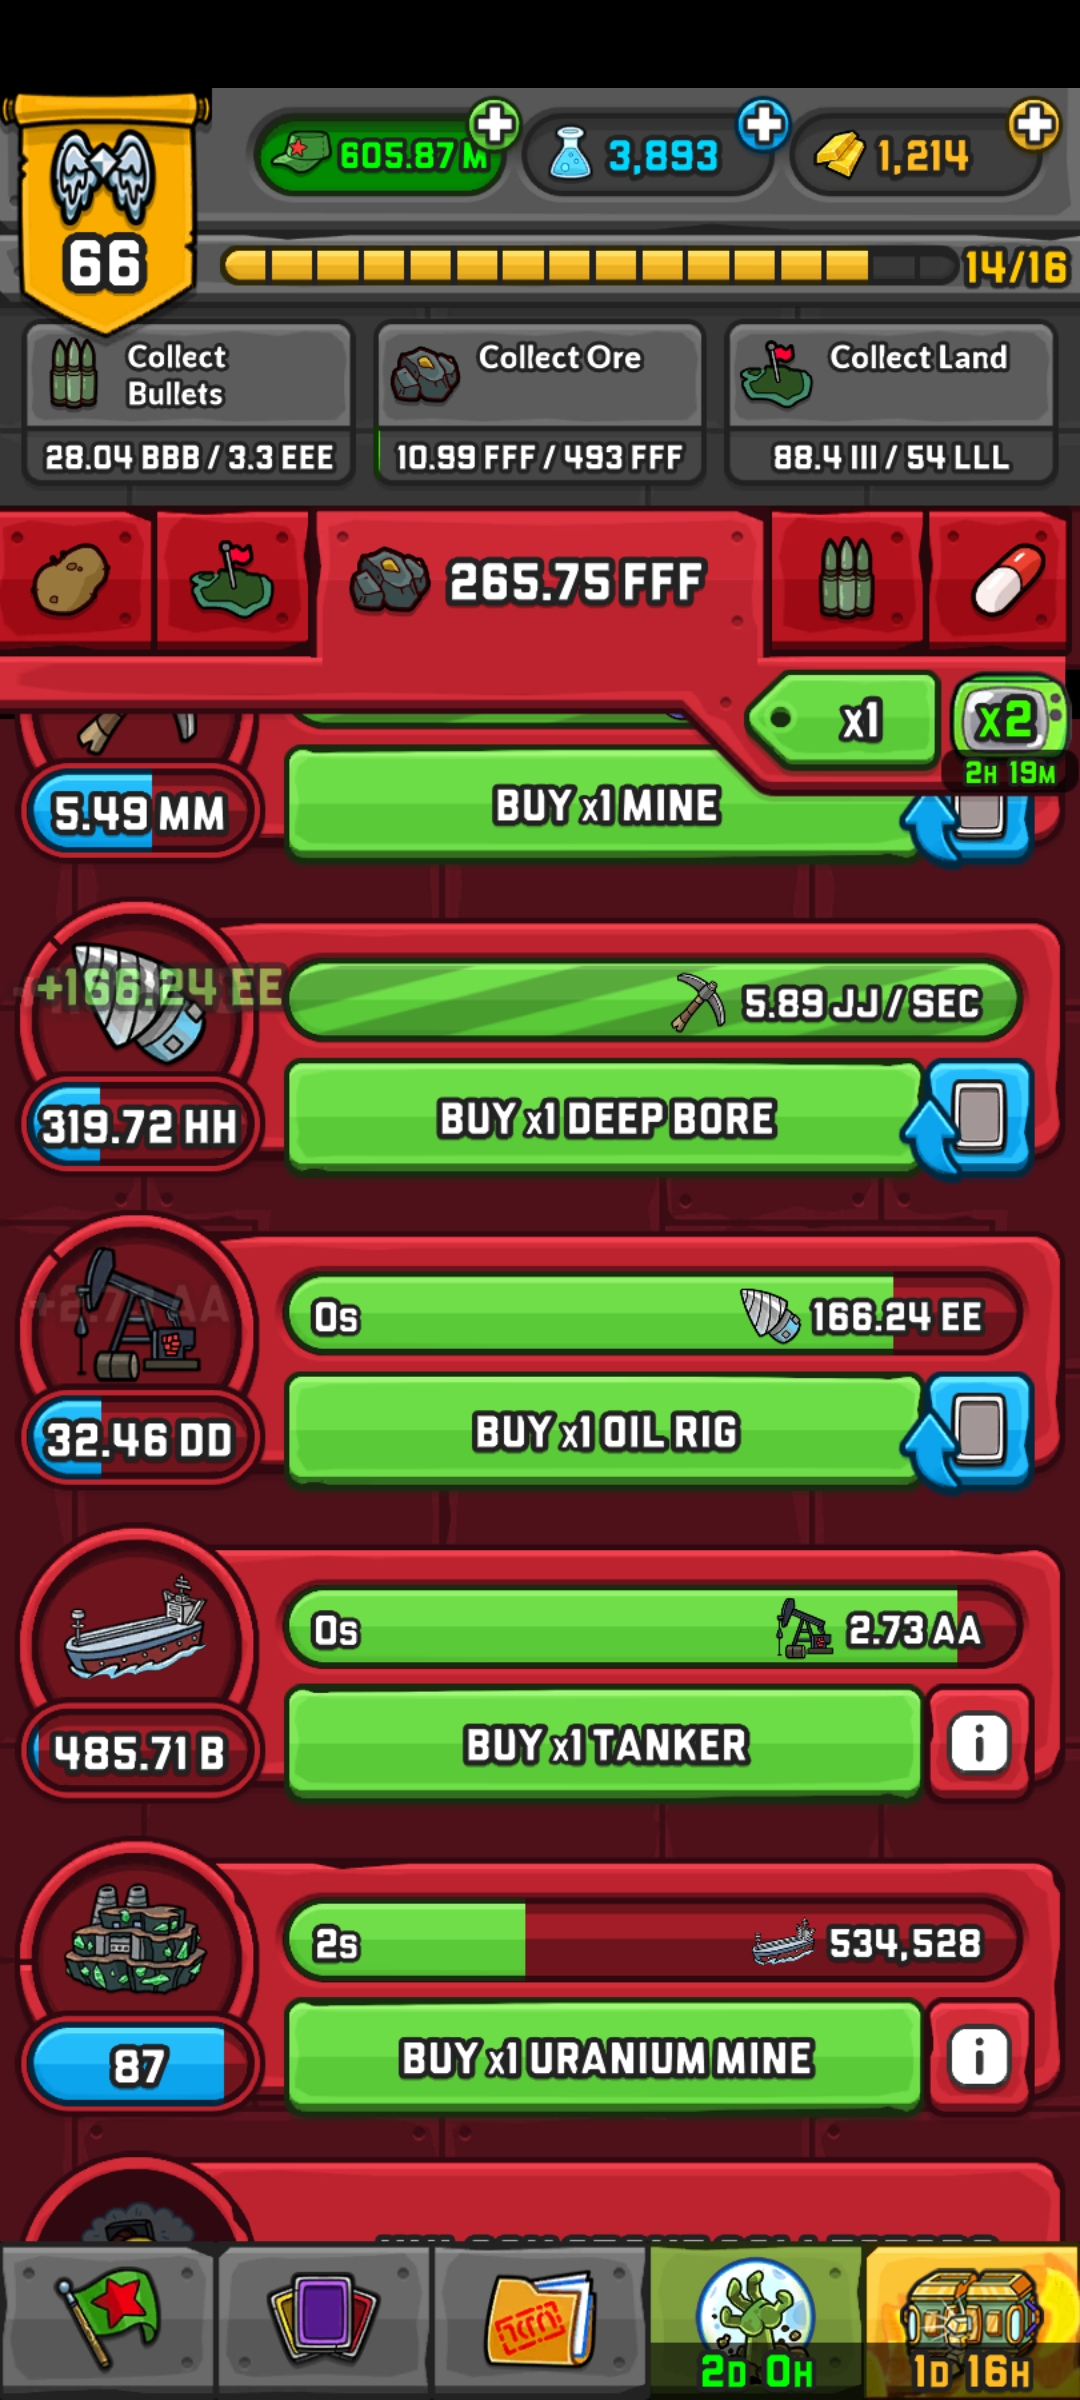 605.87 M
3,893
1,214
66
14/16
Collect
Bullets
28.04 BBB / 3.3 EEE
Collect Ore
10.99 FFF / 493 FFF
Collect Land
88.4 III / 54 LLL
265.75 FFF
x1
x2
2H 19M
5.49 MM
BUY x1 MINE
+166.24 EE
5.89 JJ / SEC
319.72 HH
BUY x1 DEEP BORE
0s
166.24 EE
32.46 DD
BUY x1 OIL RIG
0s
2.73 AA
485.71 B
BUY x1 TANKER
i
2s
534,528
87
BUY x1 URANIUM MINE
i
2D 0H
1D 16H